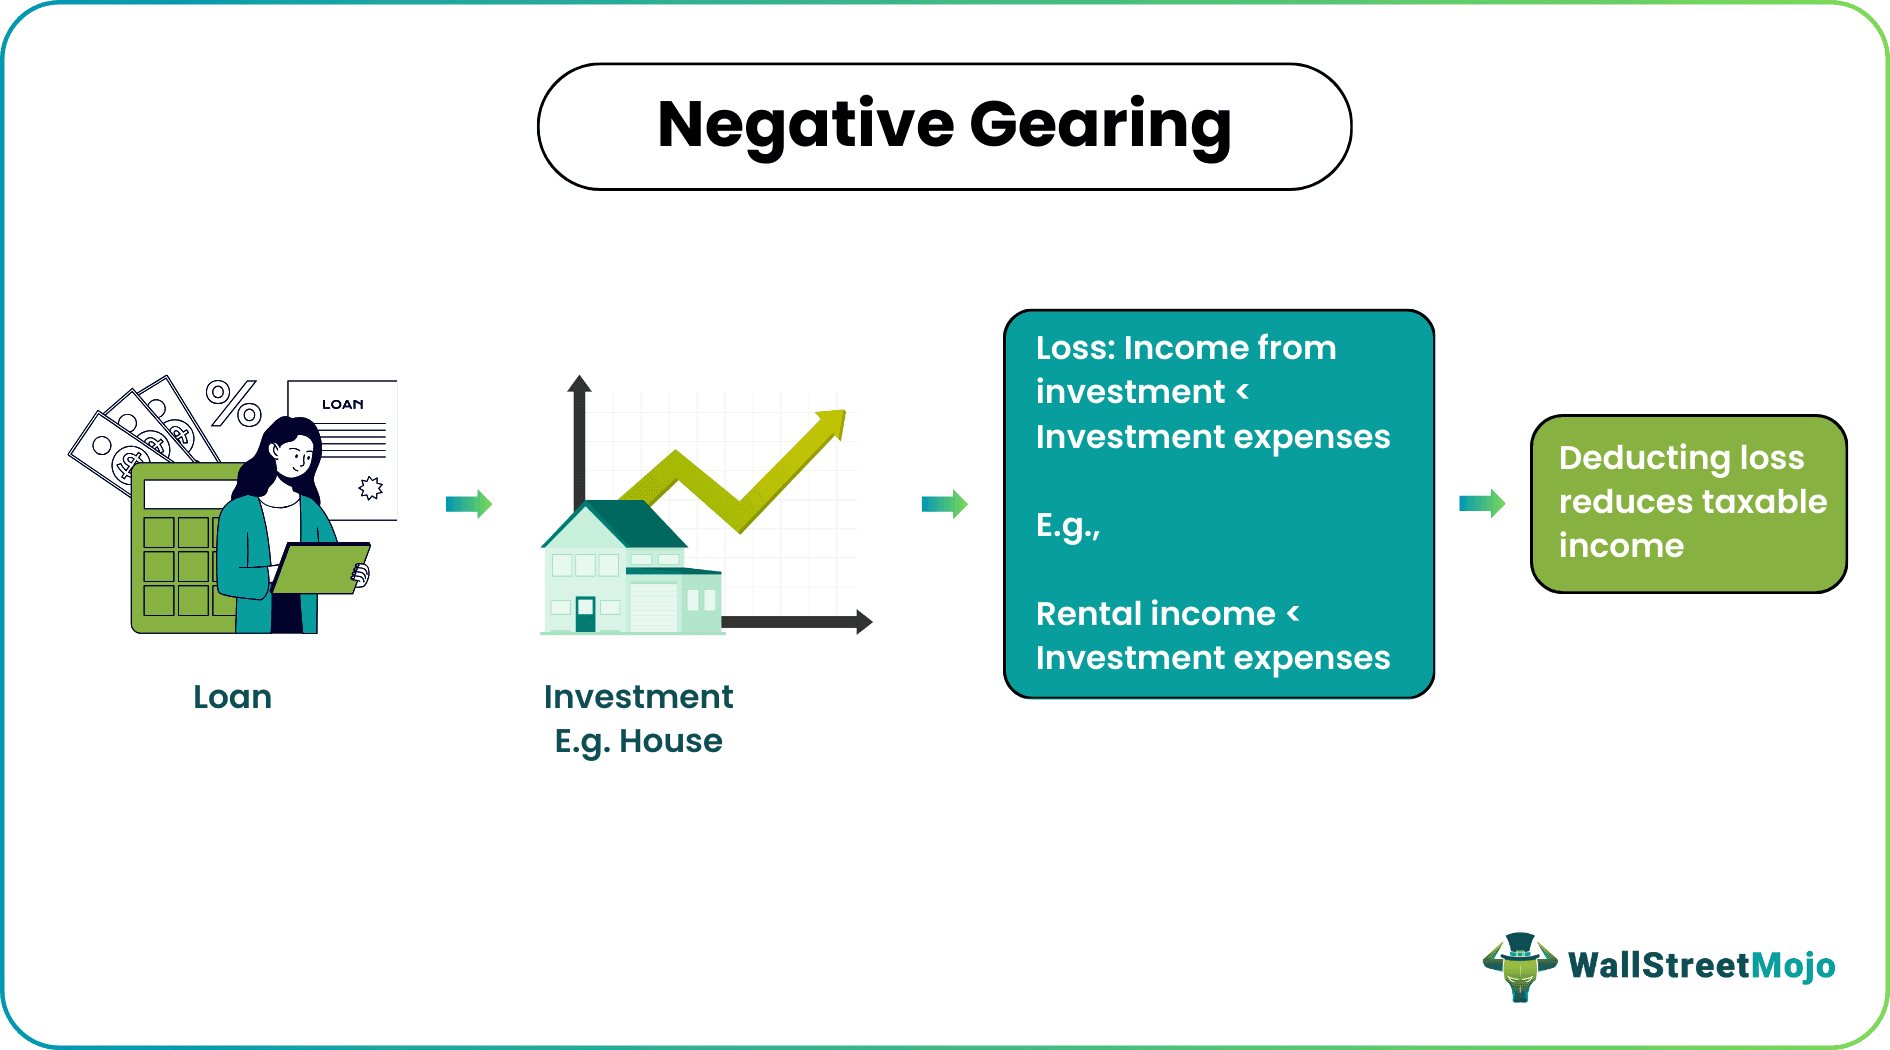 Negative Gearing
LOAN
Loan
Investment
E.g. House
Loss: Income from
investment <
Investment expenses
E.g.,
Rental income <
Investment expenses
Deducting loss
reduces taxable
income
WallStreetMojo